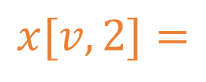 x[v, 2] =